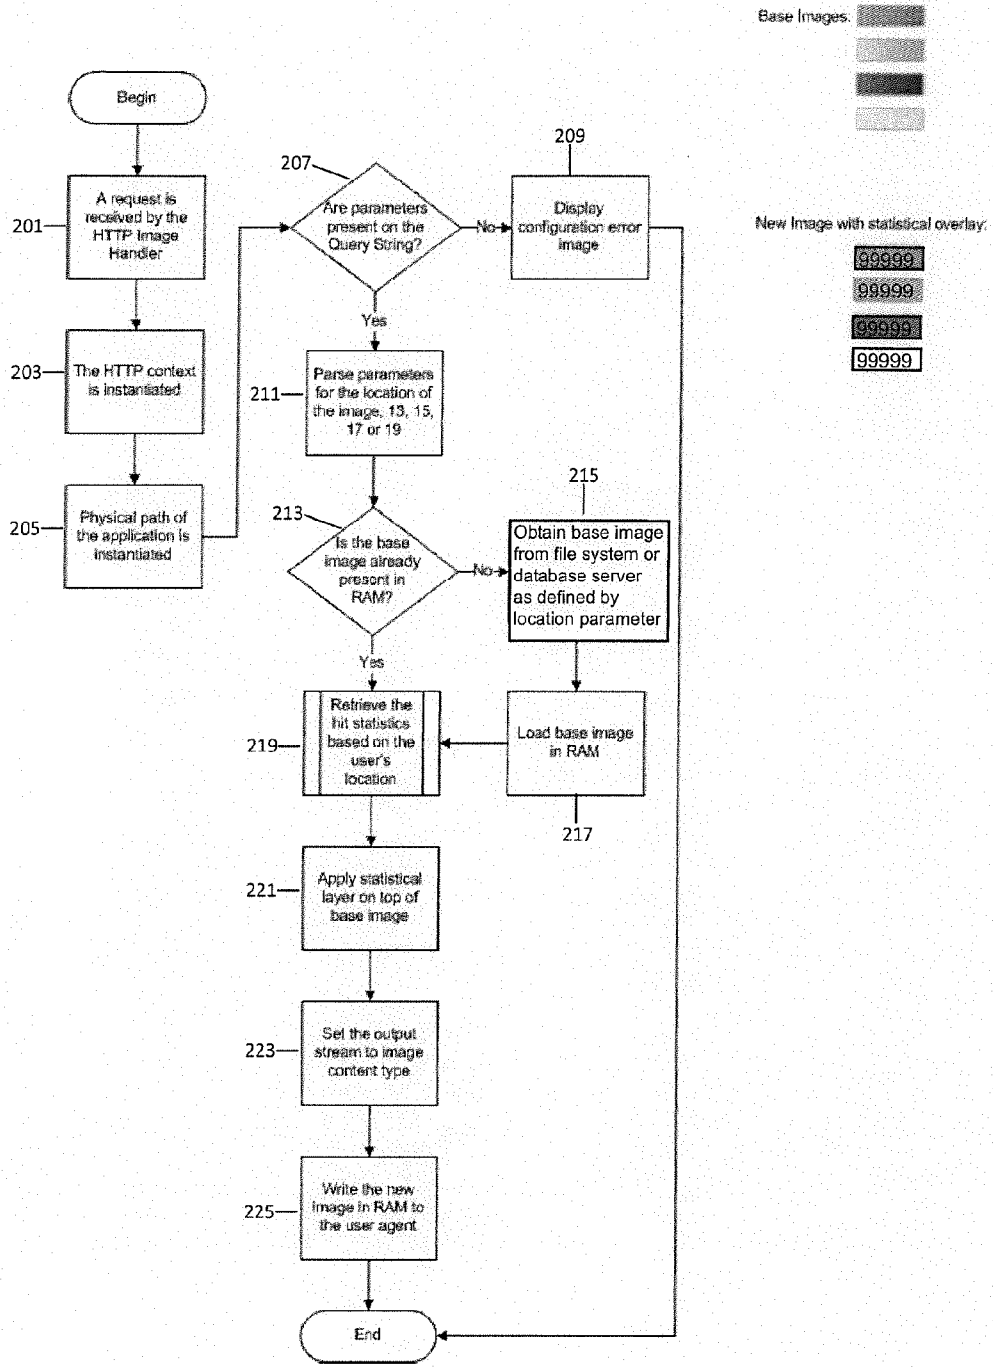 Base Images:
Begin
201
A request is
received by the
HTTP Image
Handler
203
The HTTP context
is instantiated
205
Physical path of
the application is
instantiated
207
Are parameters
present on the
Query String?
No
209
Display
configuration error
image
New Image with statistical overlay:
99999
99999
99999
99999
Yes
211
Parse parameters
for the location of
the image, 13, 15,
17 or 19
213
Is the base
image already
present in
RAM?
No
215
Obtain base image
from file system or
database server
as defined by
location parameter
Yes
219
Retrieve the
hit statistics
based on the
user's
location
Load base image
in RAM
217
221
Apply statistical
layer on top of
base image
223
Set the output
stream to image
content type
225
Write the new
image in RAM to
the user agent
End